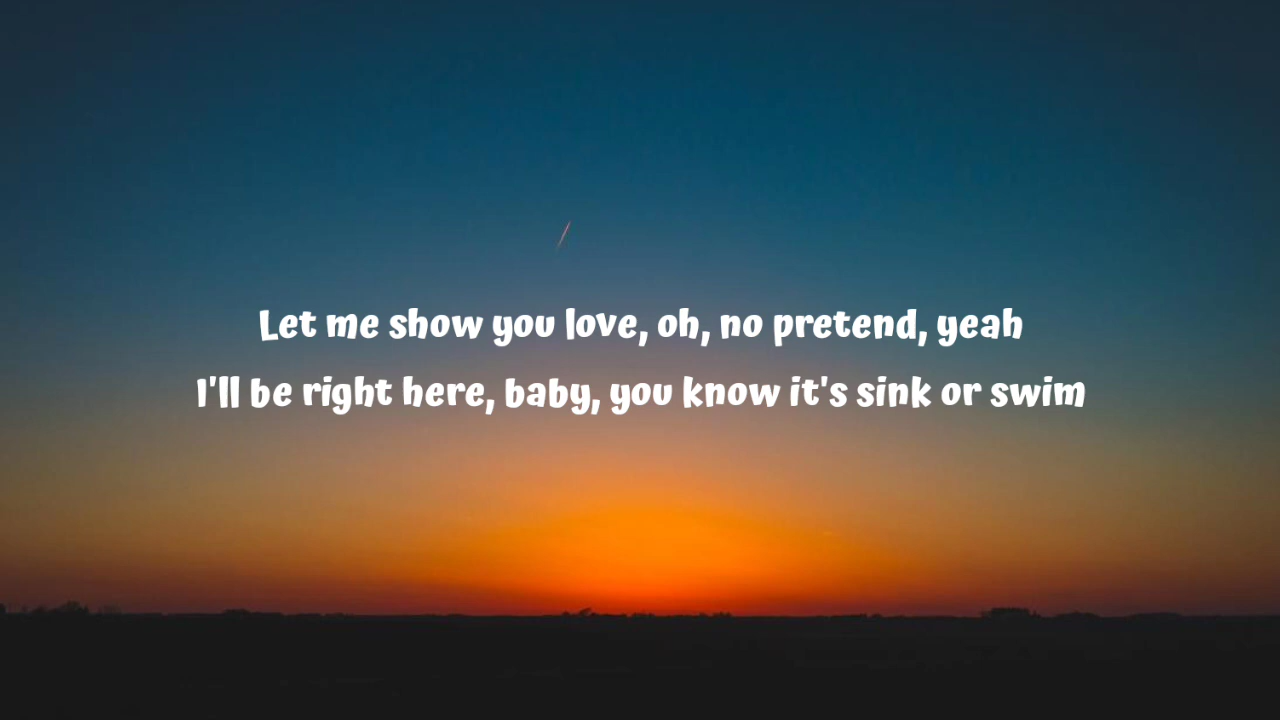 Let me show you love, oh, no pretend, yeah
I'll be right here, baby, you know it's sink or swim